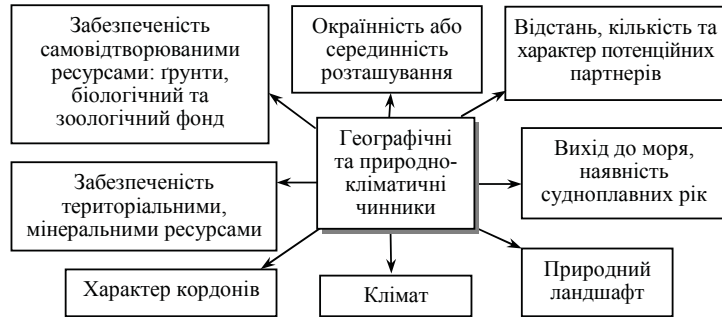 Забезпеченість
самовідтворюваними
ресурсами: ґрунти,
біологічний та
зоологічний фонд
Окраїнність або
серединність
розташування
Відстань, кількість та
характер потенційних
партнерів
Географічні
та природно-
кліматичні
чинники
Вихід до моря,
наявність
судноплавних рік
Забезпеченість
територіальними,
мінеральними ресурсами
Характер кордонів
Клімат
Природний
ландшафт